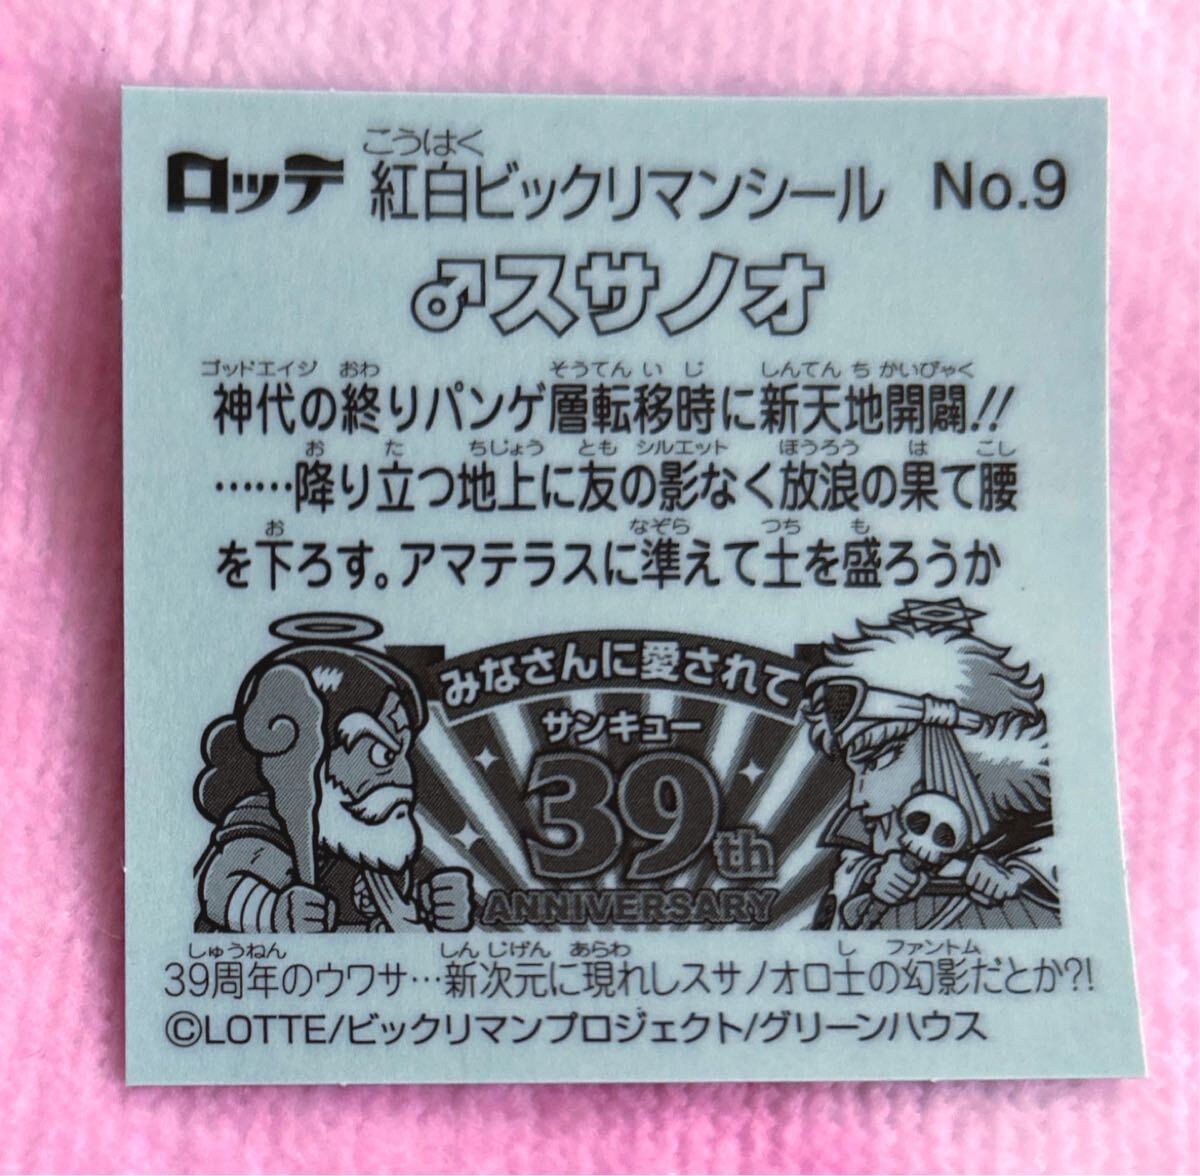 こうはく
ロッテ 紅白ビックリマンシール No.9
♂スサノオ
ゴッドエイジ おわ そうてん いじ しんてんち かいびゃく
神代の終りパンゲ層転移時に新天地開闢!!
お た ちじょう とも シルエット ほうろう は こし
……降り立つ地上に友の影なく放浪の果て腰
お なぞら つち も
を下ろす。アマテラスに準えて土を盛ろうか
みなさんに愛されて
サンキュー
39th
ANNIVERSARY
しゅうねん しんじげん あらわ し ファントム
39周年のウワサ…新次元に現れしスサノオロ士の幻影だとか?!
©LOTTE/ビックリマンプロジェクト/グリーンハウス